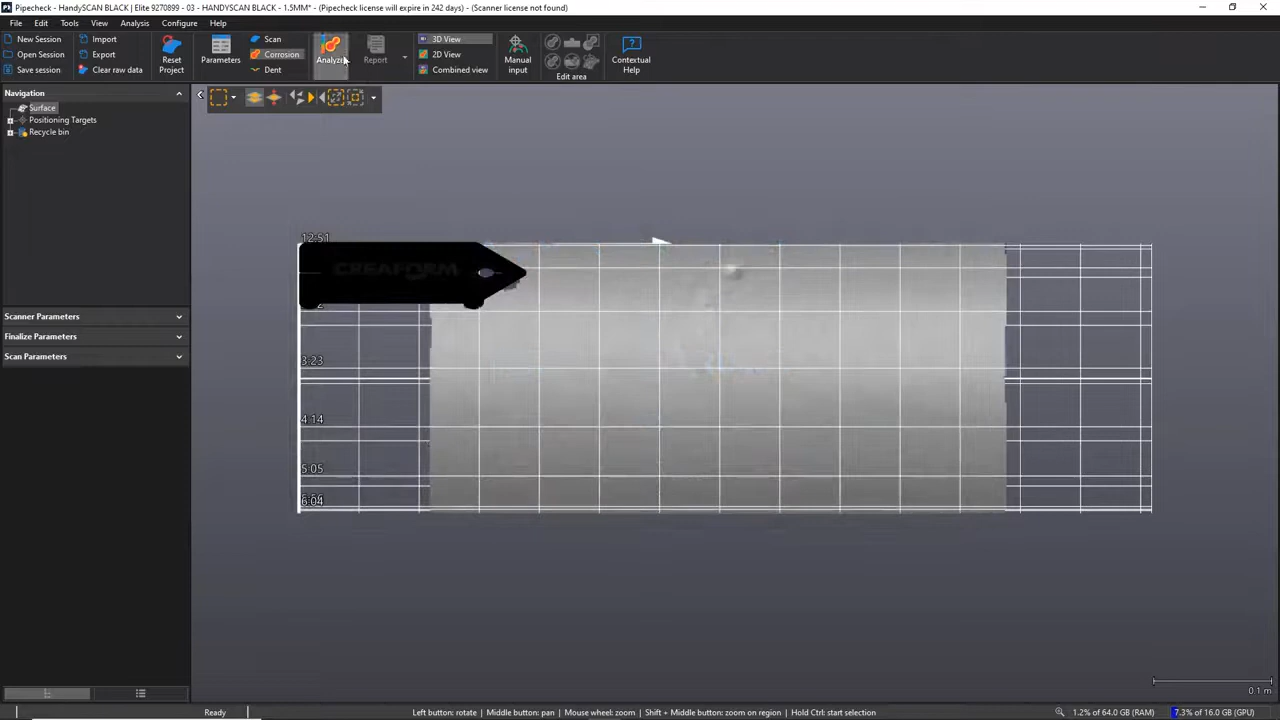 Pipecheck - HandySCAN BLACK | Elite 9270899 - 03 - HANDYSCAN BLACK - 1.5MM* - (Pipecheck license will expire in 242 days) - (Scanner license not found)
File Edit Tools View Analysis Configure Help
New Session
Open Session
Save session
Import
Export
Clear raw data
Reset Project
Parameters
Scan
Corrosion
Dent
Analyze
Report
3D View
2D View
Combined view
Manual input
Edit area
Contextual Help
Navigation
Surface
Positioning Targets
Recycle bin
Scanner Parameters
Finalize Parameters
Scan Parameters
12:51
CREAFORM
3:23
4:14
5:05
6:04
0.1 m
Ready
Left button: rotate | Middle button: pan | Mouse wheel: zoom | Shift + Middle button: zoom on region | Hold Ctrl: start selection
1.2% of 64.0 GB (RAM)
7.3% of 16.0 GB (GPU)